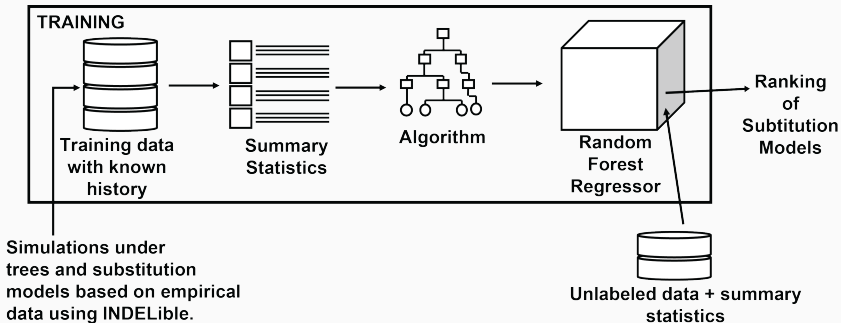 TRAINING
Training data
with known
history
Summary
Statistics
Algorithm
Random
Forest
Regressor
Ranking
of
Subtitution
Models
Simulations under
trees and substitution
models based on empirical
data using INDELible.
Unlabeled data + summary
statistics